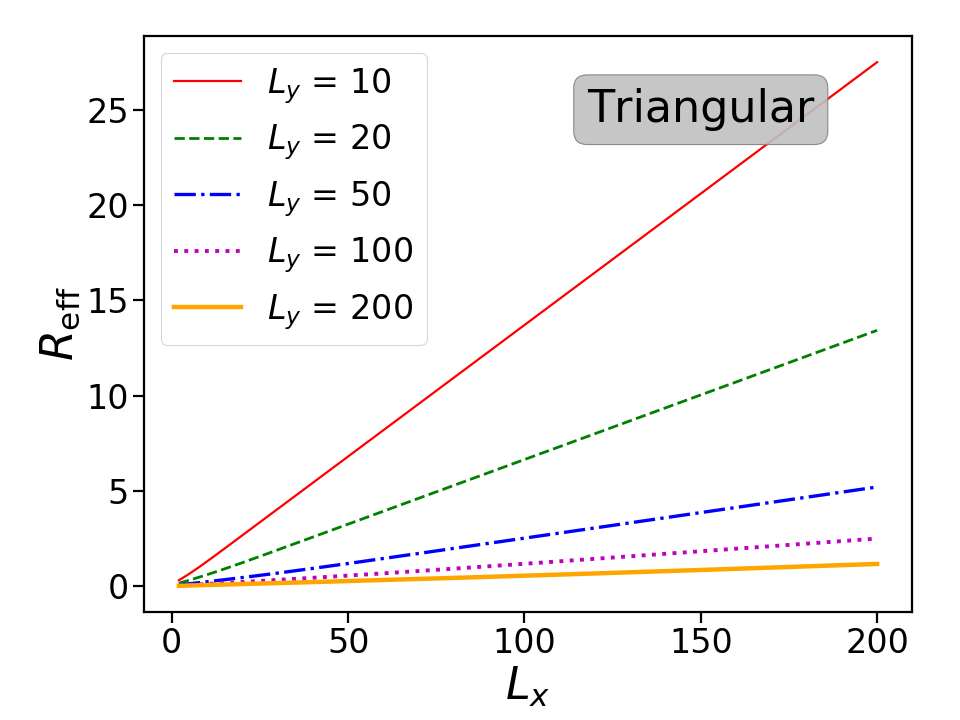 Triangular
L_y = 10
L_y = 20
L_y = 50
L_y = 100
L_y = 200
R_eff
25
20
15
10
5
0
0 50 100 150 200
L_x